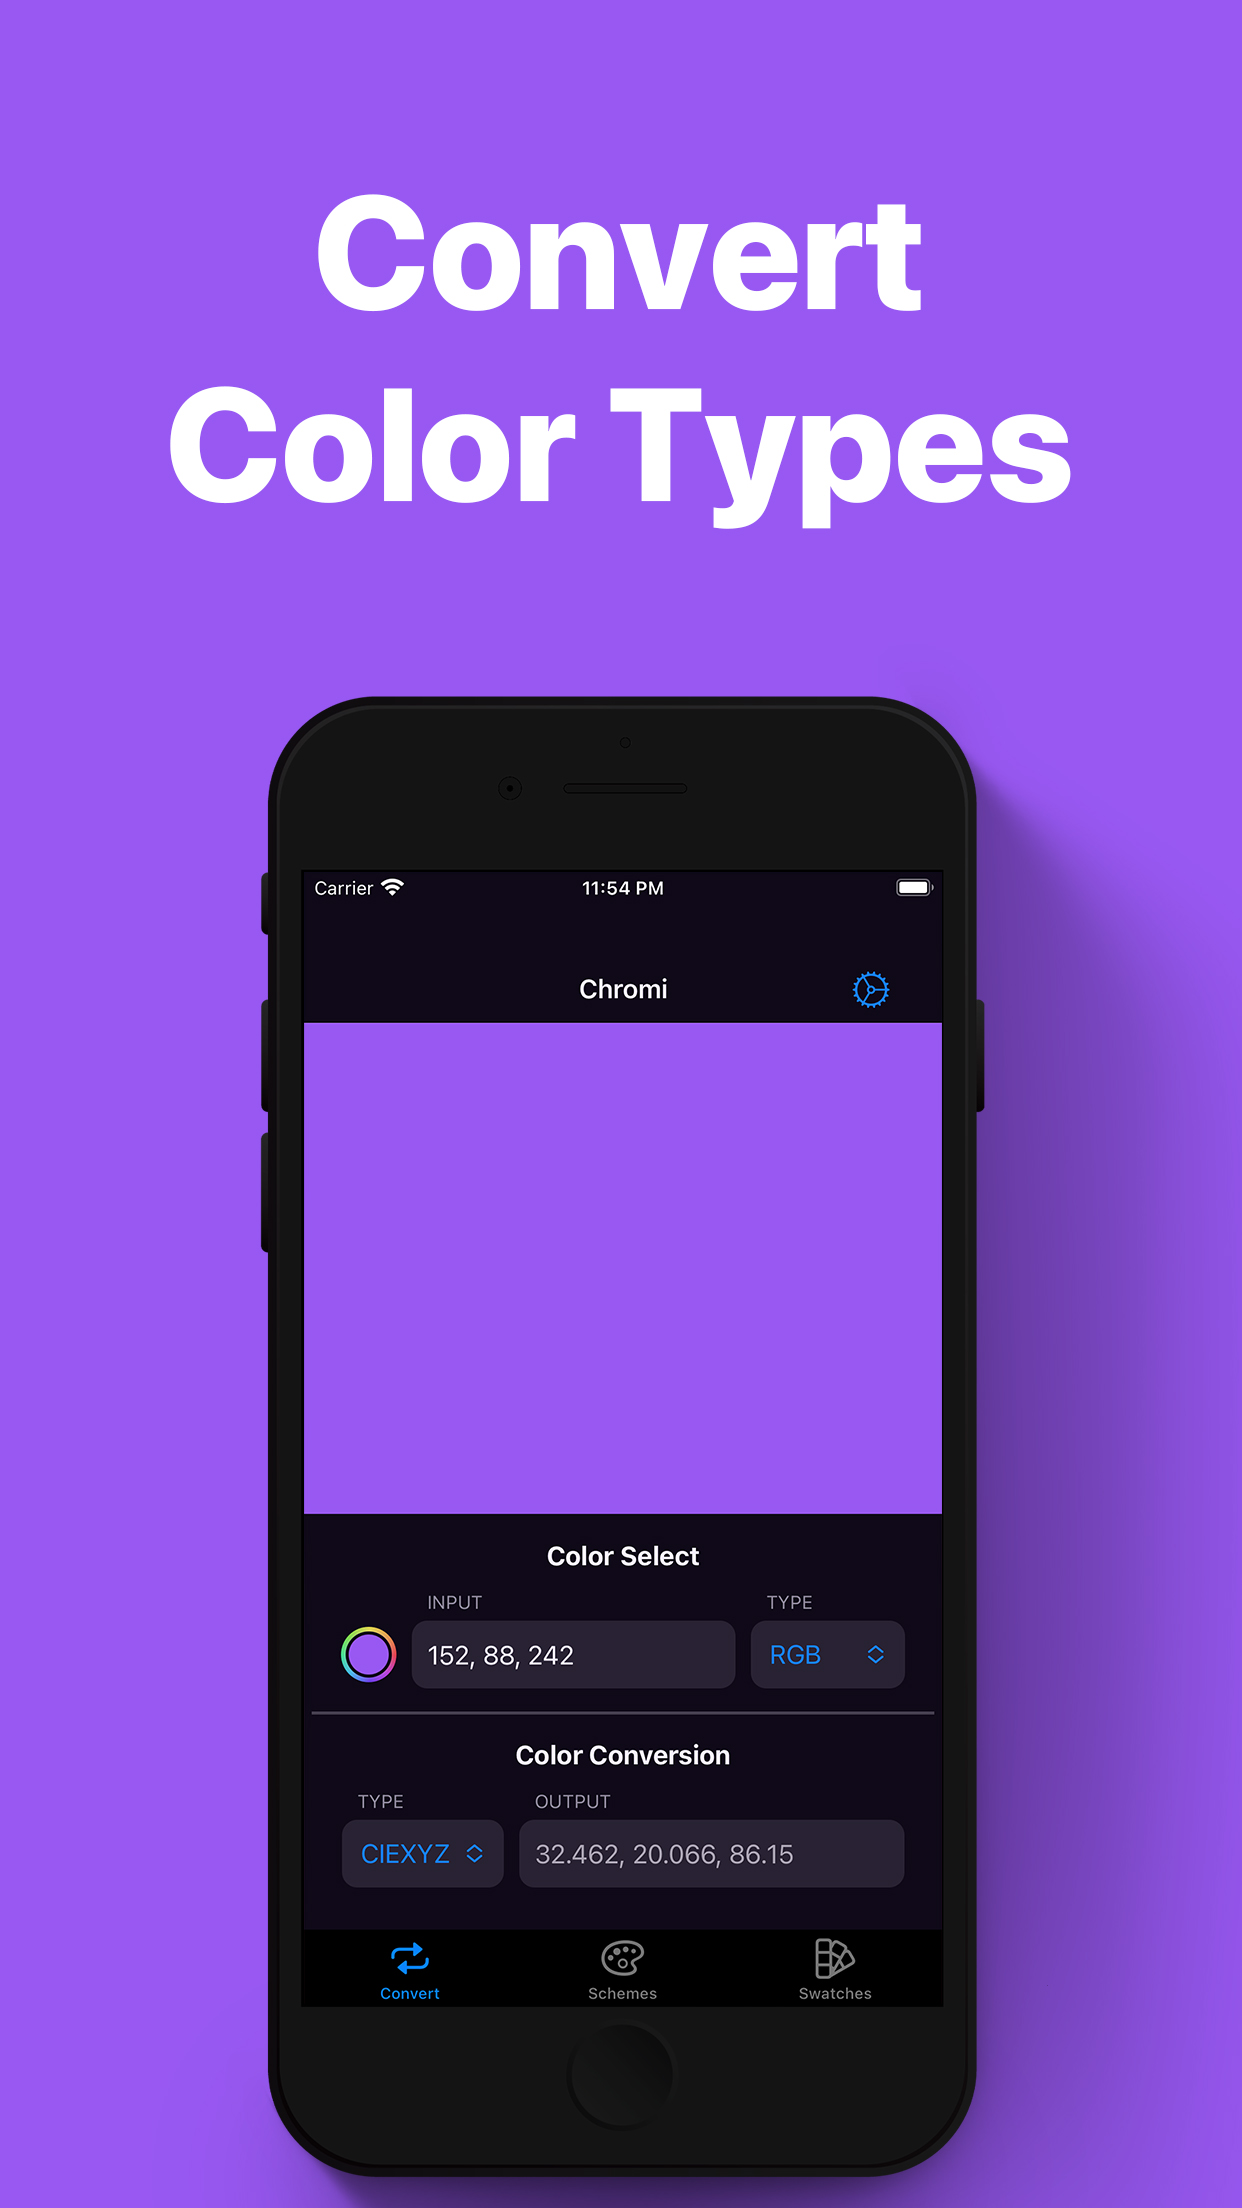 Convert
Color Types
Carrier 11:54 PM
Chromi
Color Select
INPUT TYPE
152, 88, 242 RGB
Color Conversion
TYPE OUTPUT
CIEXYZ 32.462, 20.066, 86.15
Convert Schemes Swatches